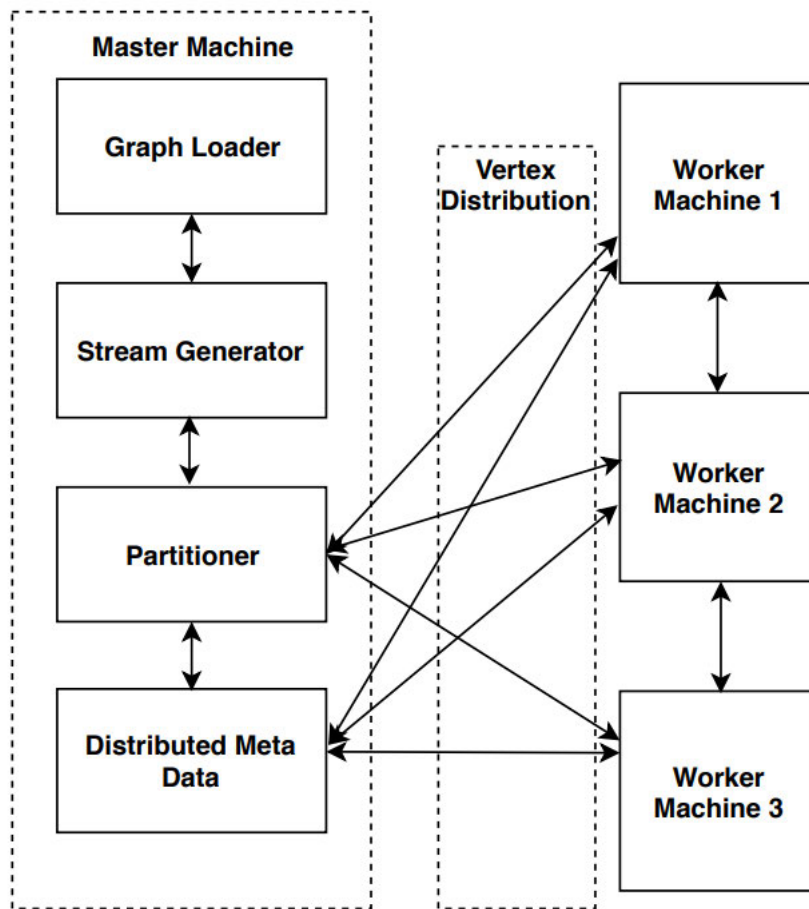 Master Machine
Graph Loader
Stream Generator
Partitioner
Distributed Meta
Data
Vertex
Distribution
Worker
Machine 1
Worker
Machine 2
Worker
Machine 3